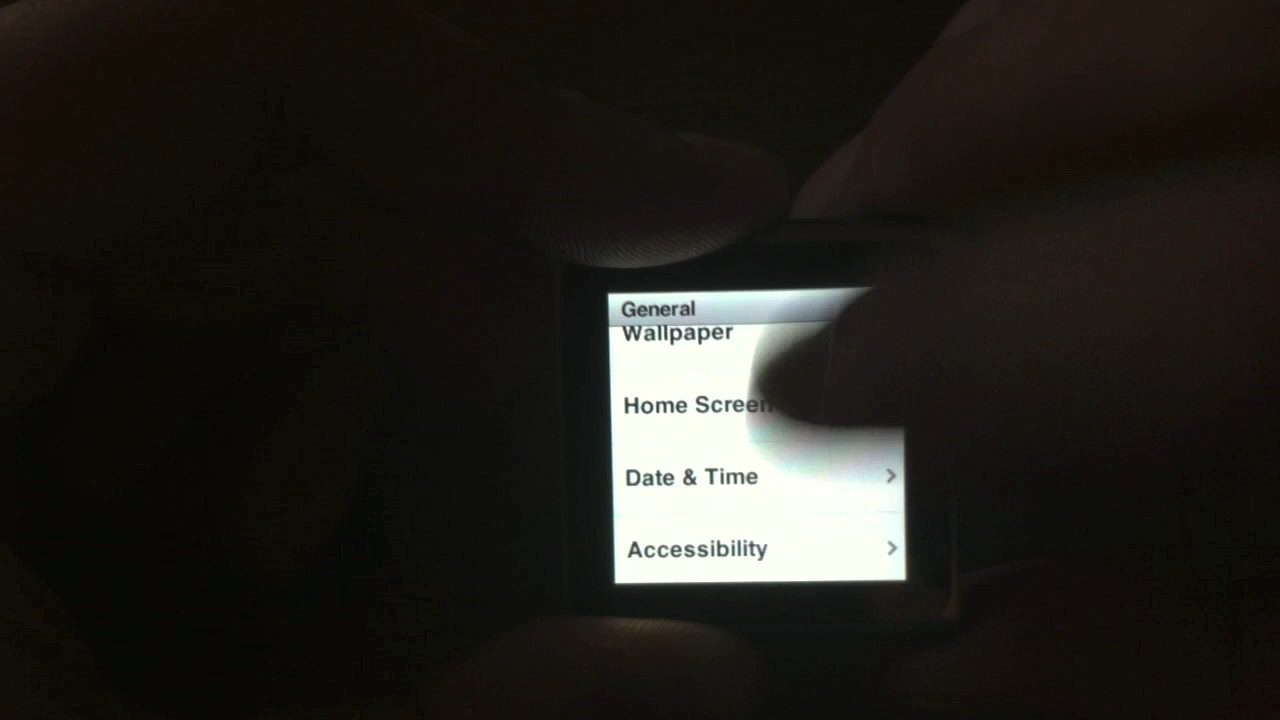 General
Wallpaper
Home Screen
Date & Time
Accessibility